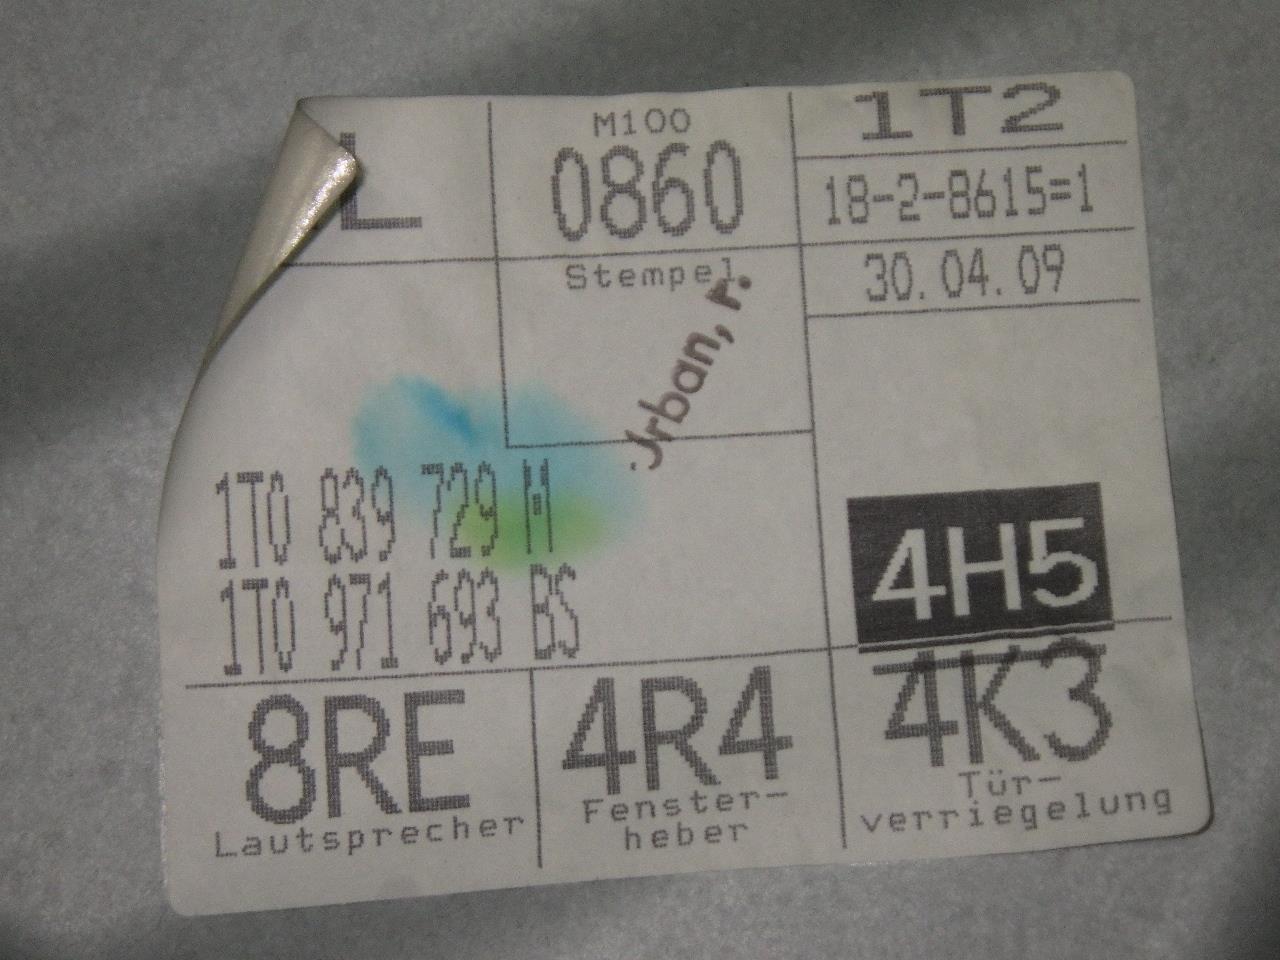 L
M100
0860
1T2
18-2-8615=1
30.04.09
Stempel
1T0 839 729 M
1T0 971 693 BS
4H5
8RE
Lautsprecher
4R4
Fenster-
heber
4K3
Tür-
verriegelung